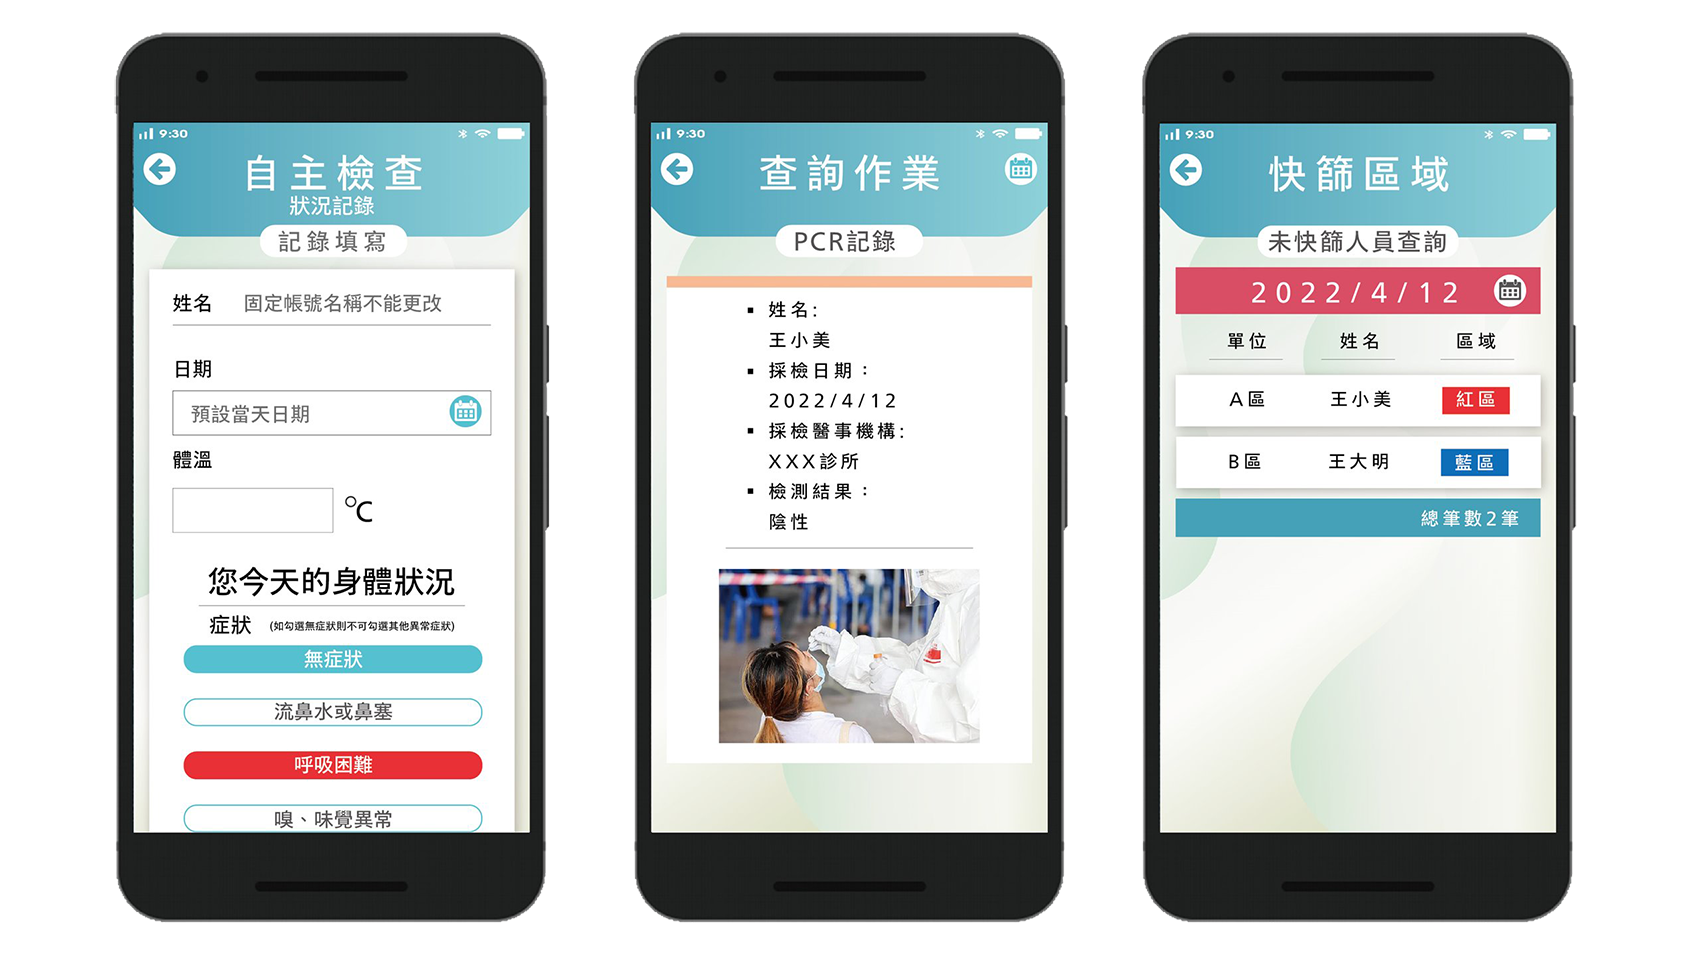 9:30
自主檢查
狀況記錄
記錄填寫
姓名 固定帳號名稱不能更改
日期
預設當天日期
體溫
℃
您今天的身體狀況
症狀 (如勾選無症狀則不可勾選其他異常症狀)
無症狀
流鼻水或鼻塞
呼吸困難
嗅、味覺異常
9:30
查詢作業
PCR記錄
▪ 姓名:
王小美
▪ 採檢日期：
2022/4/12
▪ 採檢醫事機構:
XXX診所
▪ 檢測結果：
陰性
9:30
快篩區域
未快篩人員查詢
2022/4/12
單位 姓名 區域
A區 王小美 紅區
B區 王大明 藍區
總筆數2筆